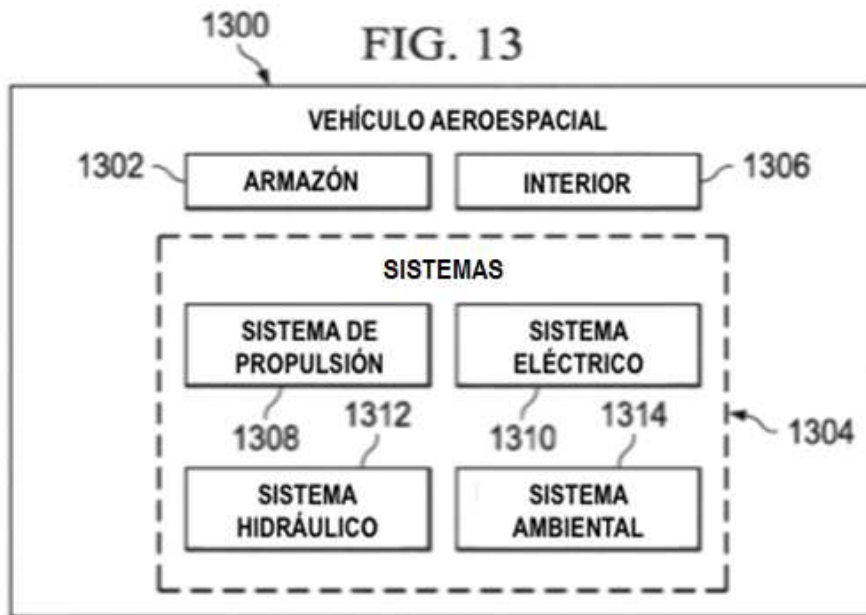 1300
FIG. 13
VEHÍCULO AEROESPACIAL
1302
ARMAZÓN
INTERIOR
1306
SISTEMAS
SISTEMA DE
PROPULSIÓN
SISTEMA
ELÉCTRICO
1308
1312
1310
1314
1304
SISTEMA
HIDRÁULICO
SISTEMA
AMBIENTAL